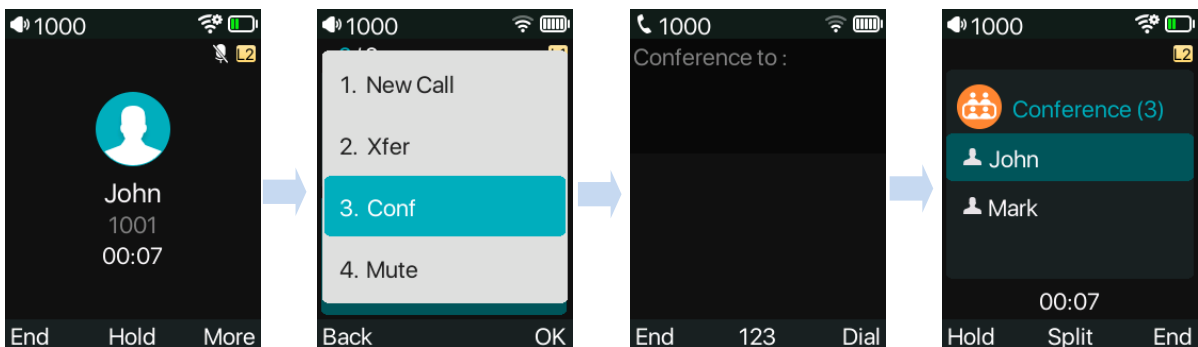 1000
L2
John
1001
00:07
End Hold More
1000
1. New Call
2. Xfer
3. Conf
4. Mute
Back OK
1000
Conference to :
End 123 Dial
1000
L2
Conference (3)
John
Mark
00:07
Hold Split End